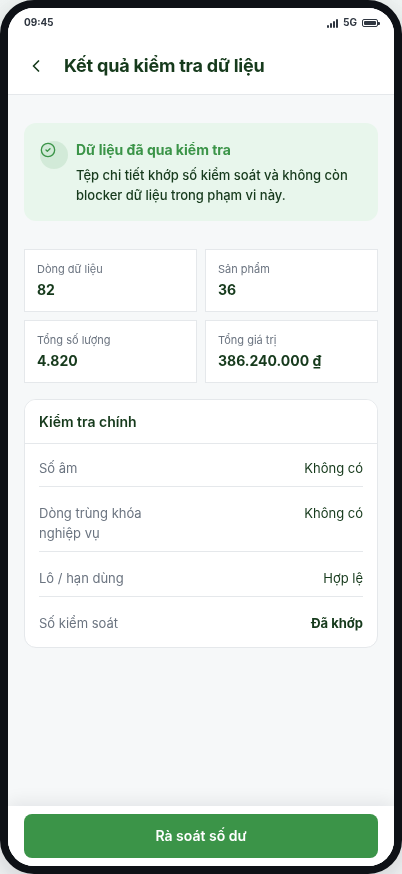 09:45
5G
Kết quả kiểm tra dữ liệu
Dữ liệu đã qua kiểm tra
Tệp chi tiết khớp số kiểm soát và không còn
blocker dữ liệu trong phạm vi này.
Dòng dữ liệu
82
Sản phẩm
36
Tổng số lượng
4.820
Tổng giá trị
386.240.000 ₫
Kiểm tra chính
Số âm
Không có
Dòng trùng khóa
nghiệp vụ
Không có
Lô / hạn dùng
Hợp lệ
Số kiểm soát
Đã khớp
Rà soát số dư